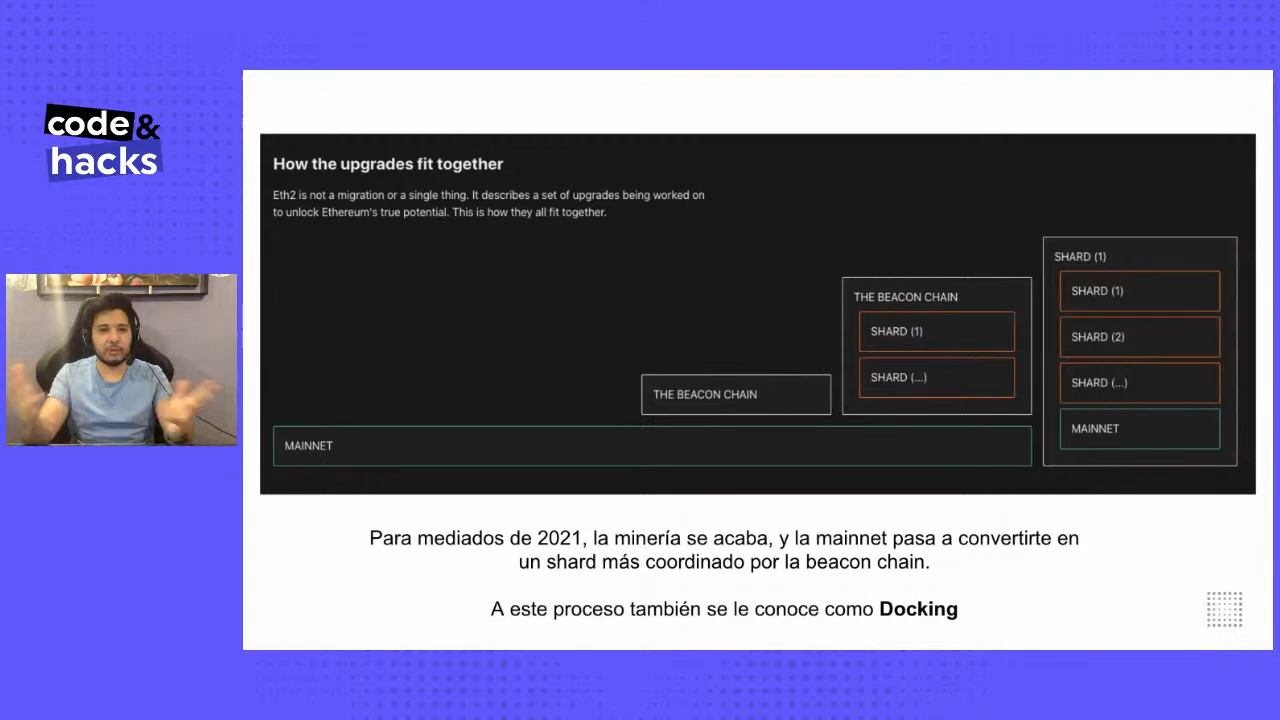 code&
hacks
How the upgrades fit together
Eth2 is not a migration or a single thing. It describes a set of upgrades being worked on
to unlock Ethereum's true potential. This is how they all fit together.
SHARD (1)
SHARD (1)
THE BEACON CHAIN
SHARD (1)
SHARD (2)
SHARD (...)
SHARD (...)
THE BEACON CHAIN
MAINNET
MAINNET
Para mediados de 2021, la minería se acaba, y la mainnet pasa a convertirte en
un shard más coordinado por la beacon chain.
A este proceso también se le conoce como Docking